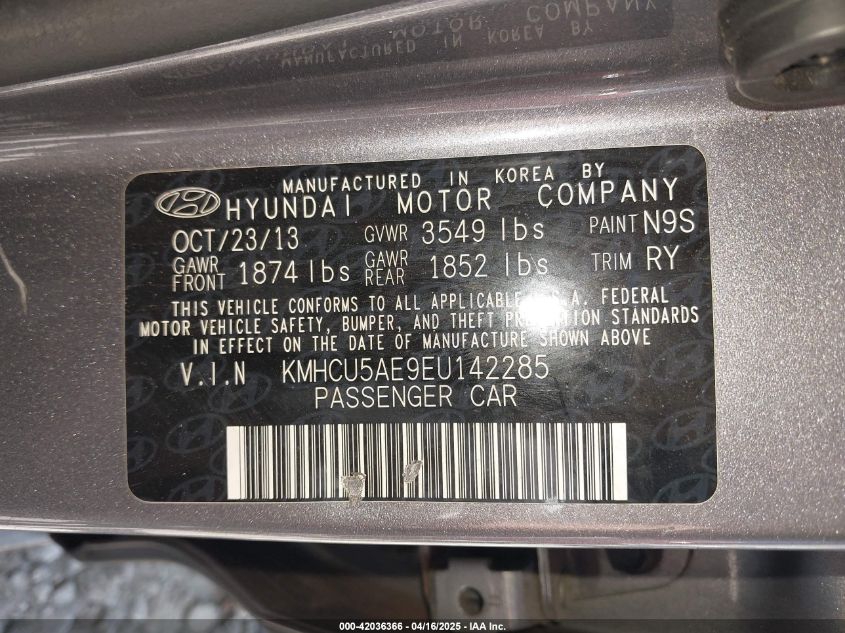 MANUFACTURED IN KOREA BY
HYUNDAI MOTOR COMPANY
OCT/23/13 GVWR 3549 lbs PAINT N9S
GAWR FRONT 1874 lbs GAWR REAR 1852 lbs TRIM RY
THIS VEHICLE CONFORMS TO ALL APPLICABLE FEDERAL
MOTOR VEHICLE SAFETY, BUMPER, AND THEFT STANDARDS
IN EFFECT ON THE DATE OF MANUFACTURE SHOWN ABOVE
V.I.N KMHCU5AE9EU142285
PASSENGER CAR
000-42036366 - 04/16/2025 - IAA Inc.